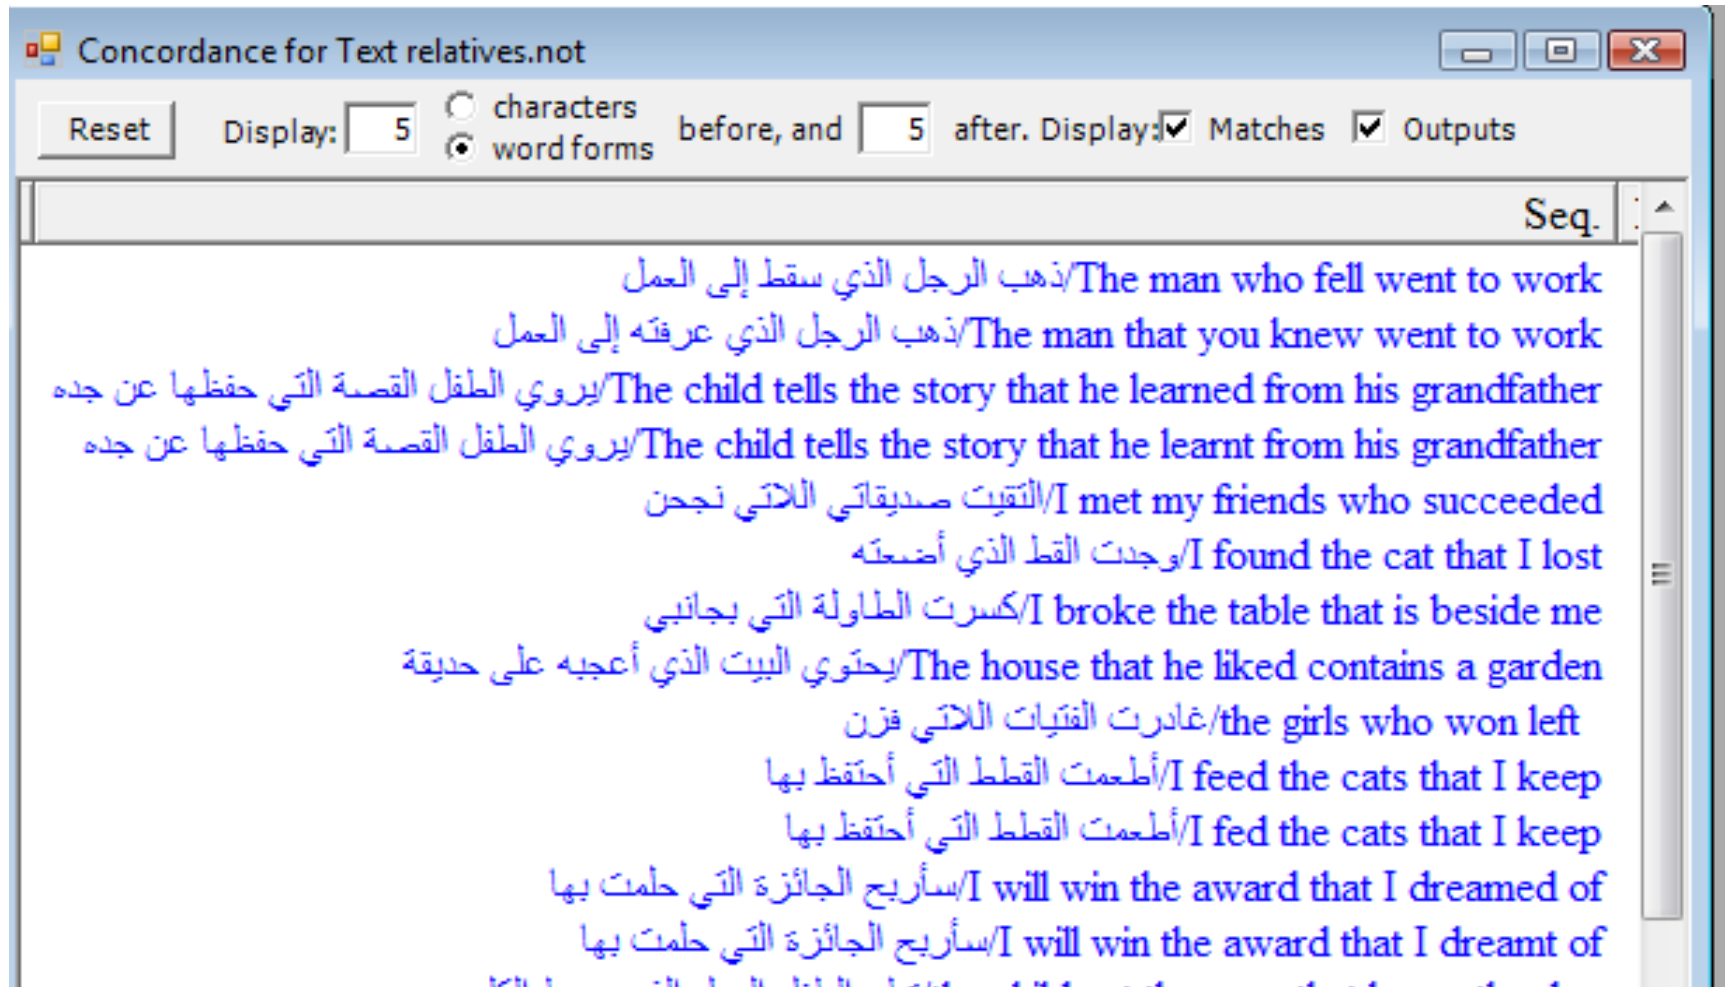 Concordance for Text relatives.not
Reset Display: 5 characters word forms before, and 5 after. Display: Matches Outputs
Seq.
ذهب الرجل الذي سقط إلى العمل/The man who fell went to work
ذهب الرجل الذي عرفته إلى العمل/The man that you knew went to work
يروي الطفل القصة التي حفظها عن جده/The child tells the story that he learned from his grandfather
يروي الطفل القصة التي حفظها عن جده/The child tells the story that he learnt from his grandfather
التقيت صديقاتي اللاتي نجحن/I met my friends who succeeded
وجدت القط الذي أضعته/I found the cat that I lost
كسرت الطاولة التي بجانبي/I broke the table that is beside me
يحتوي البيت الذي أعجبه على حديقة/The house that he liked contains a garden
غادرت الفتيات اللاتي فزن/the girls who won left
أطعمت القطط التي أحتفظ بها/I feed the cats that I keep
أطعمت القطط التي أحتفظ بها/I fed the cats that I keep
سأربح الجائزة التي حلمت بها/I will win the award that I dreamed of
سأربح الجائزة التي حلمت بها/I will win the award that I dreamt of